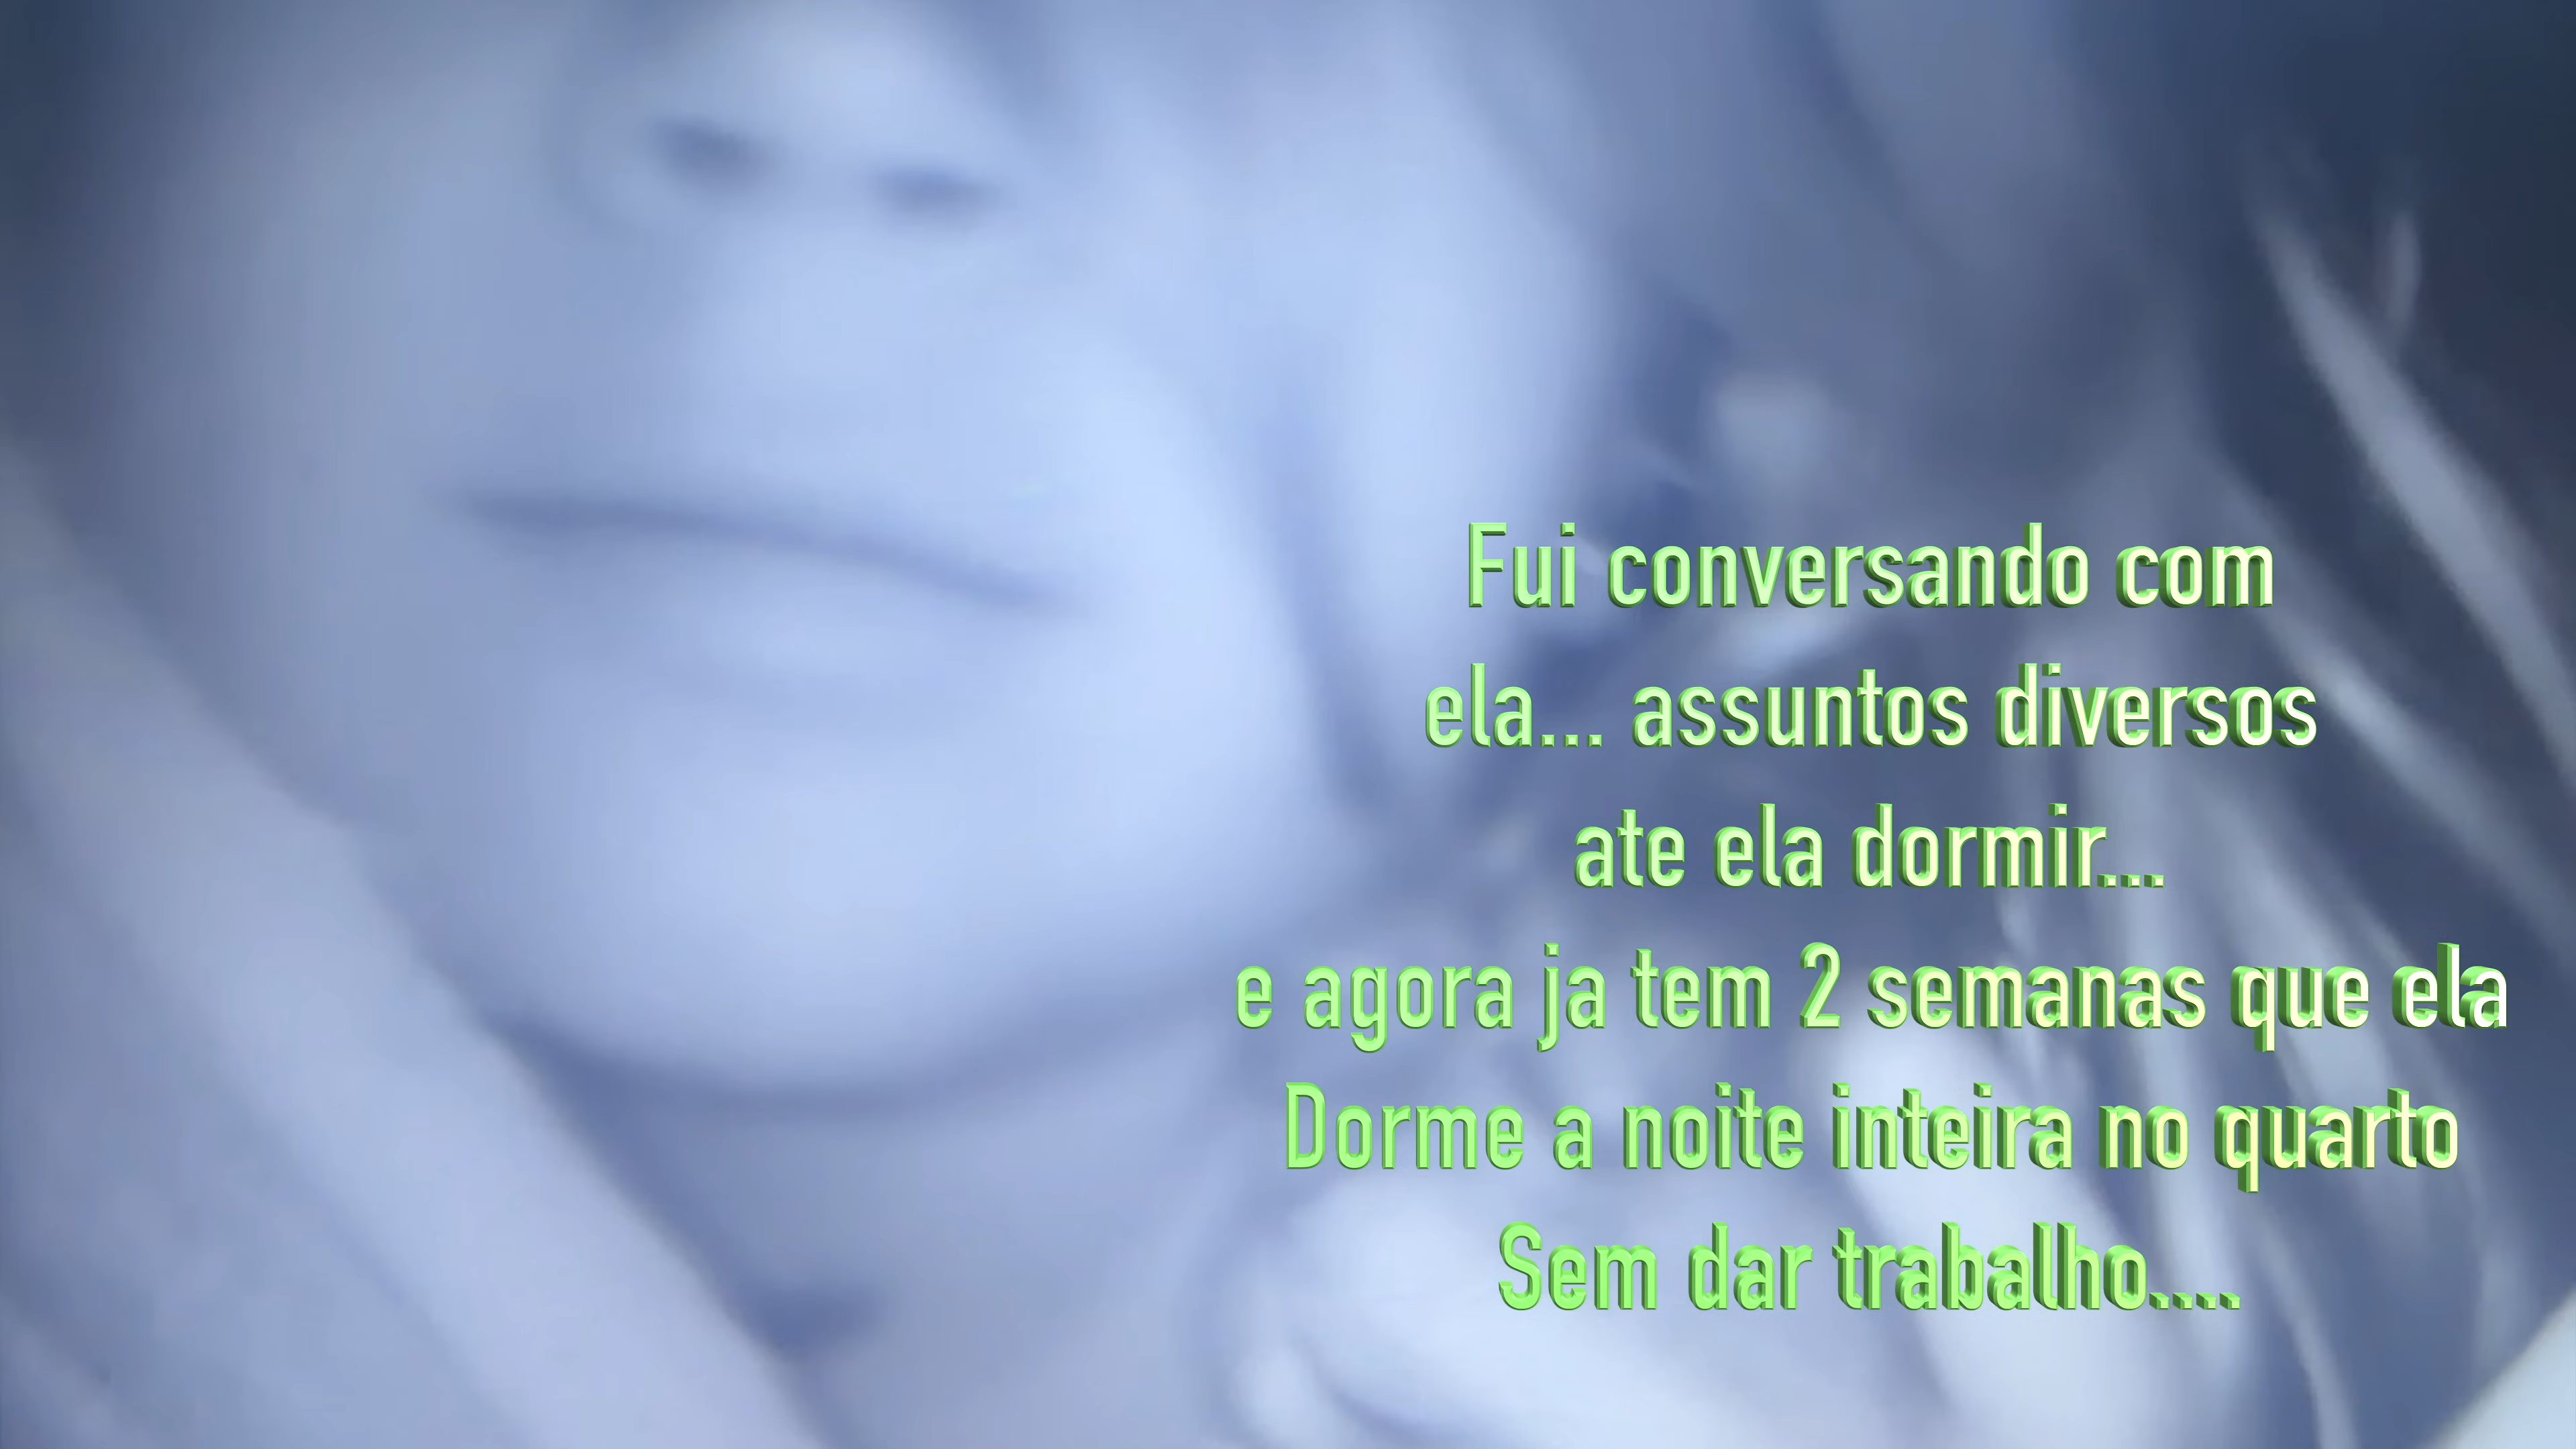 Fui conversando com
ela... assuntos diversos
ate ela dormir...
e agora ja tem 2 semanas que ela
Dorme a noite inteira no quarto
Sem dar trabalho....